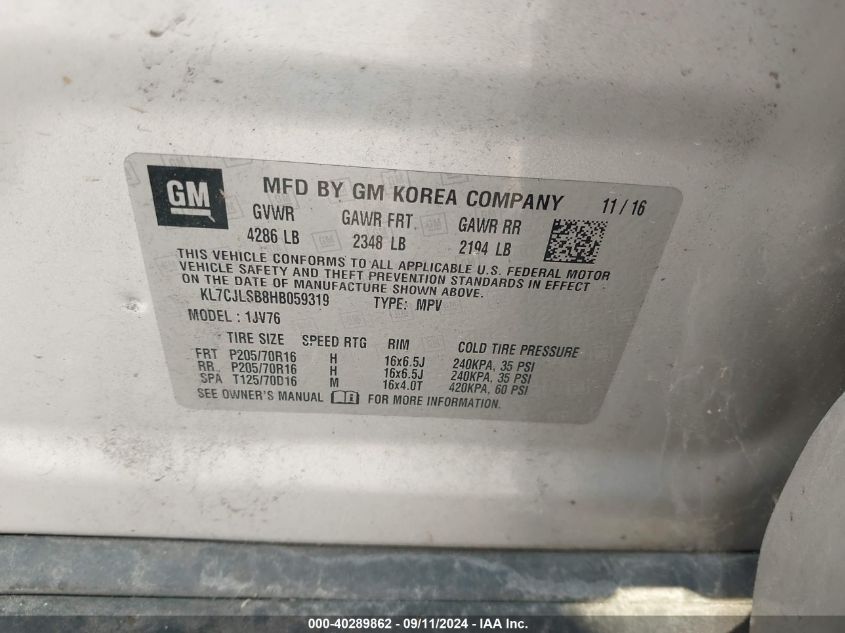 GM
MFD BY GM KOREA COMPANY 11/16
GVWR GAWR FRT. GAWR RR
4286 LB 2348 LB 2194 LB
THIS VEHICLE CONFORMS TO ALL APPLICABLE U.S. FEDERAL MOTOR
VEHICLE SAFETY AND THEFT PREVENTION STANDARDS IN EFFECT
ON THE DATE OF MANUFACTURE SHOWN ABOVE.
KL7CJLSB8HB059319 TYPE: MPV
MODEL : 1JV76
TIRE SIZE SPEED RTG RIM COLD TIRE PRESSURE
FRT P205/70R16 H 16x6.5J 240KPA, 35 PSI
RR P205/70R16 H 16x6.5J 240KPA, 35 PSI
SPA T125/70D16 M 16x4.0T 420KPA, 60 PSI
SEE OWNER'S MANUAL FOR MORE INFORMATION.
000-40289862 - 09/11/2024 - IAA Inc.